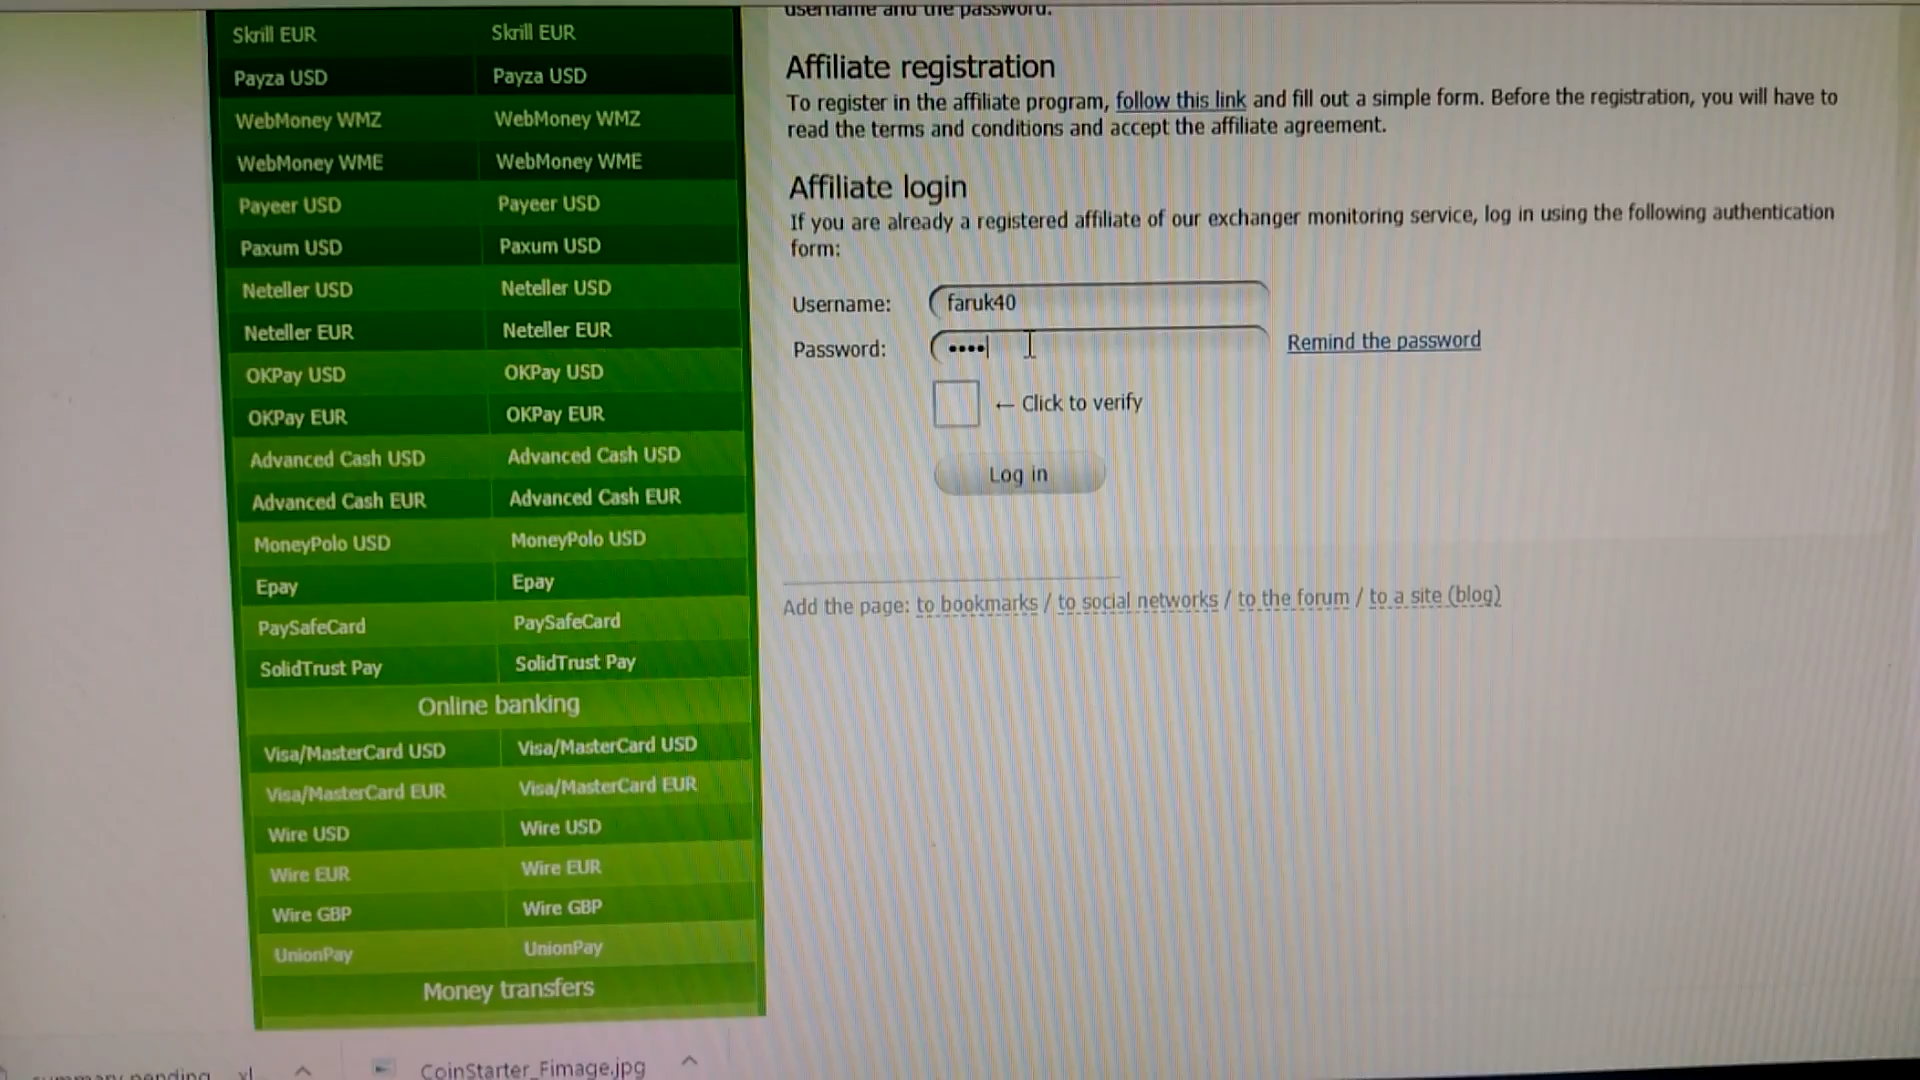 username and the password.
Skrill EUR Skrill EUR
Payza USD Payza USD
WebMoney WMZ WebMoney WMZ
WebMoney WME WebMoney WME
Payeer USD Payeer USD
Paxum USD Paxum USD
Neteller USD Neteller USD
Neteller EUR Neteller EUR
OKPay USD OKPay USD
OKPay EUR OKPay EUR
Advanced Cash USD Advanced Cash USD
Advanced Cash EUR Advanced Cash EUR
MoneyPolo USD MoneyPolo USD
Epay Epay
PaySafeCard PaySafeCard
SolidTrust Pay SolidTrust Pay
Online banking
Visa/MasterCard USD Visa/MasterCard USD
Visa/MasterCard EUR Visa/MasterCard EUR
Wire USD Wire USD
Wire EUR Wire EUR
Wire GBP Wire GBP
UnionPay UnionPay
Money transfers
Affiliate registration
To register in the affiliate program, follow this link and fill out a simple form. Before the registration, you will have to
read the terms and conditions and accept the affiliate agreement.
Affiliate login
If you are already a registered affiliate of our exchanger monitoring service, log in using the following authentication
form:
Username: faruk40
Password: •••• Remind the password
← Click to verify
Log in
Add the page: to bookmarks / to social networks / to the forum / to a site (blog)
summary pending
CoinStarter_Fimage.jpg